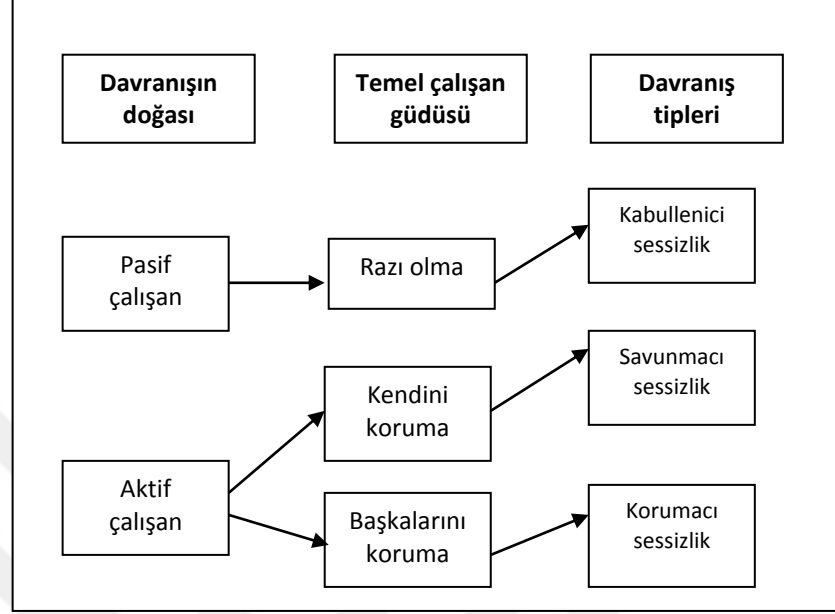 Davranışın
doğası
Temel çalışan
güdüsü
Davranış
tipleri
Pasif
çalışan
Razı olma
Kabullenici
sessizlik
Kendini
koruma
Savunmacı
sessizlik
Aktif
çalışan
Başkalarını
koruma
Korumacı
sessizlik